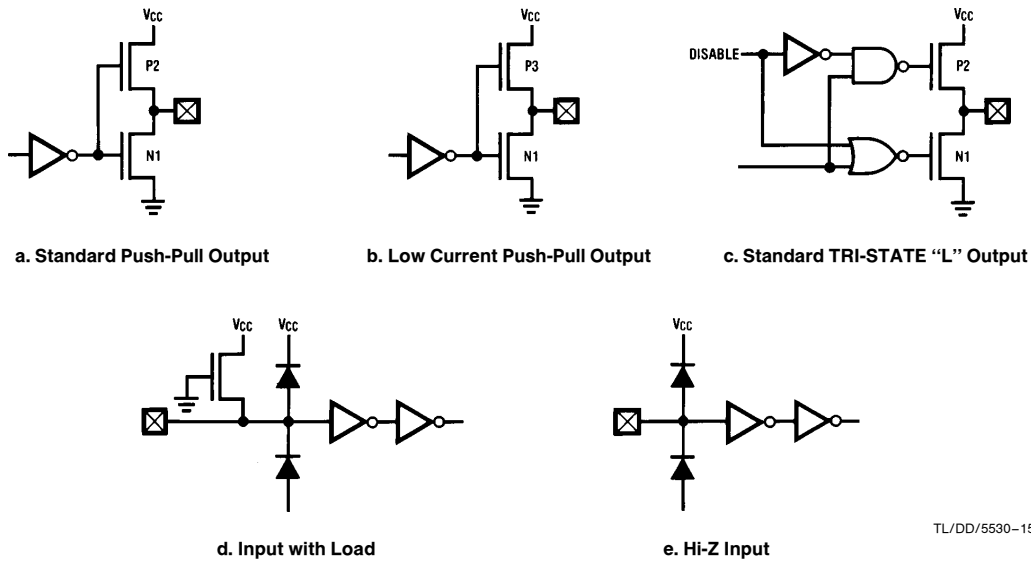 VCC
P2
N1
a. Standard Push-Pull Output
VCC
P3
N1
b. Low Current Push-Pull Output
VCC
DISABLE
P2
N1
c. Standard TRI-STATE “L” Output
VCC VCC
d. Input with Load
VCC
e. Hi-Z Input
TL/DD/5530–15